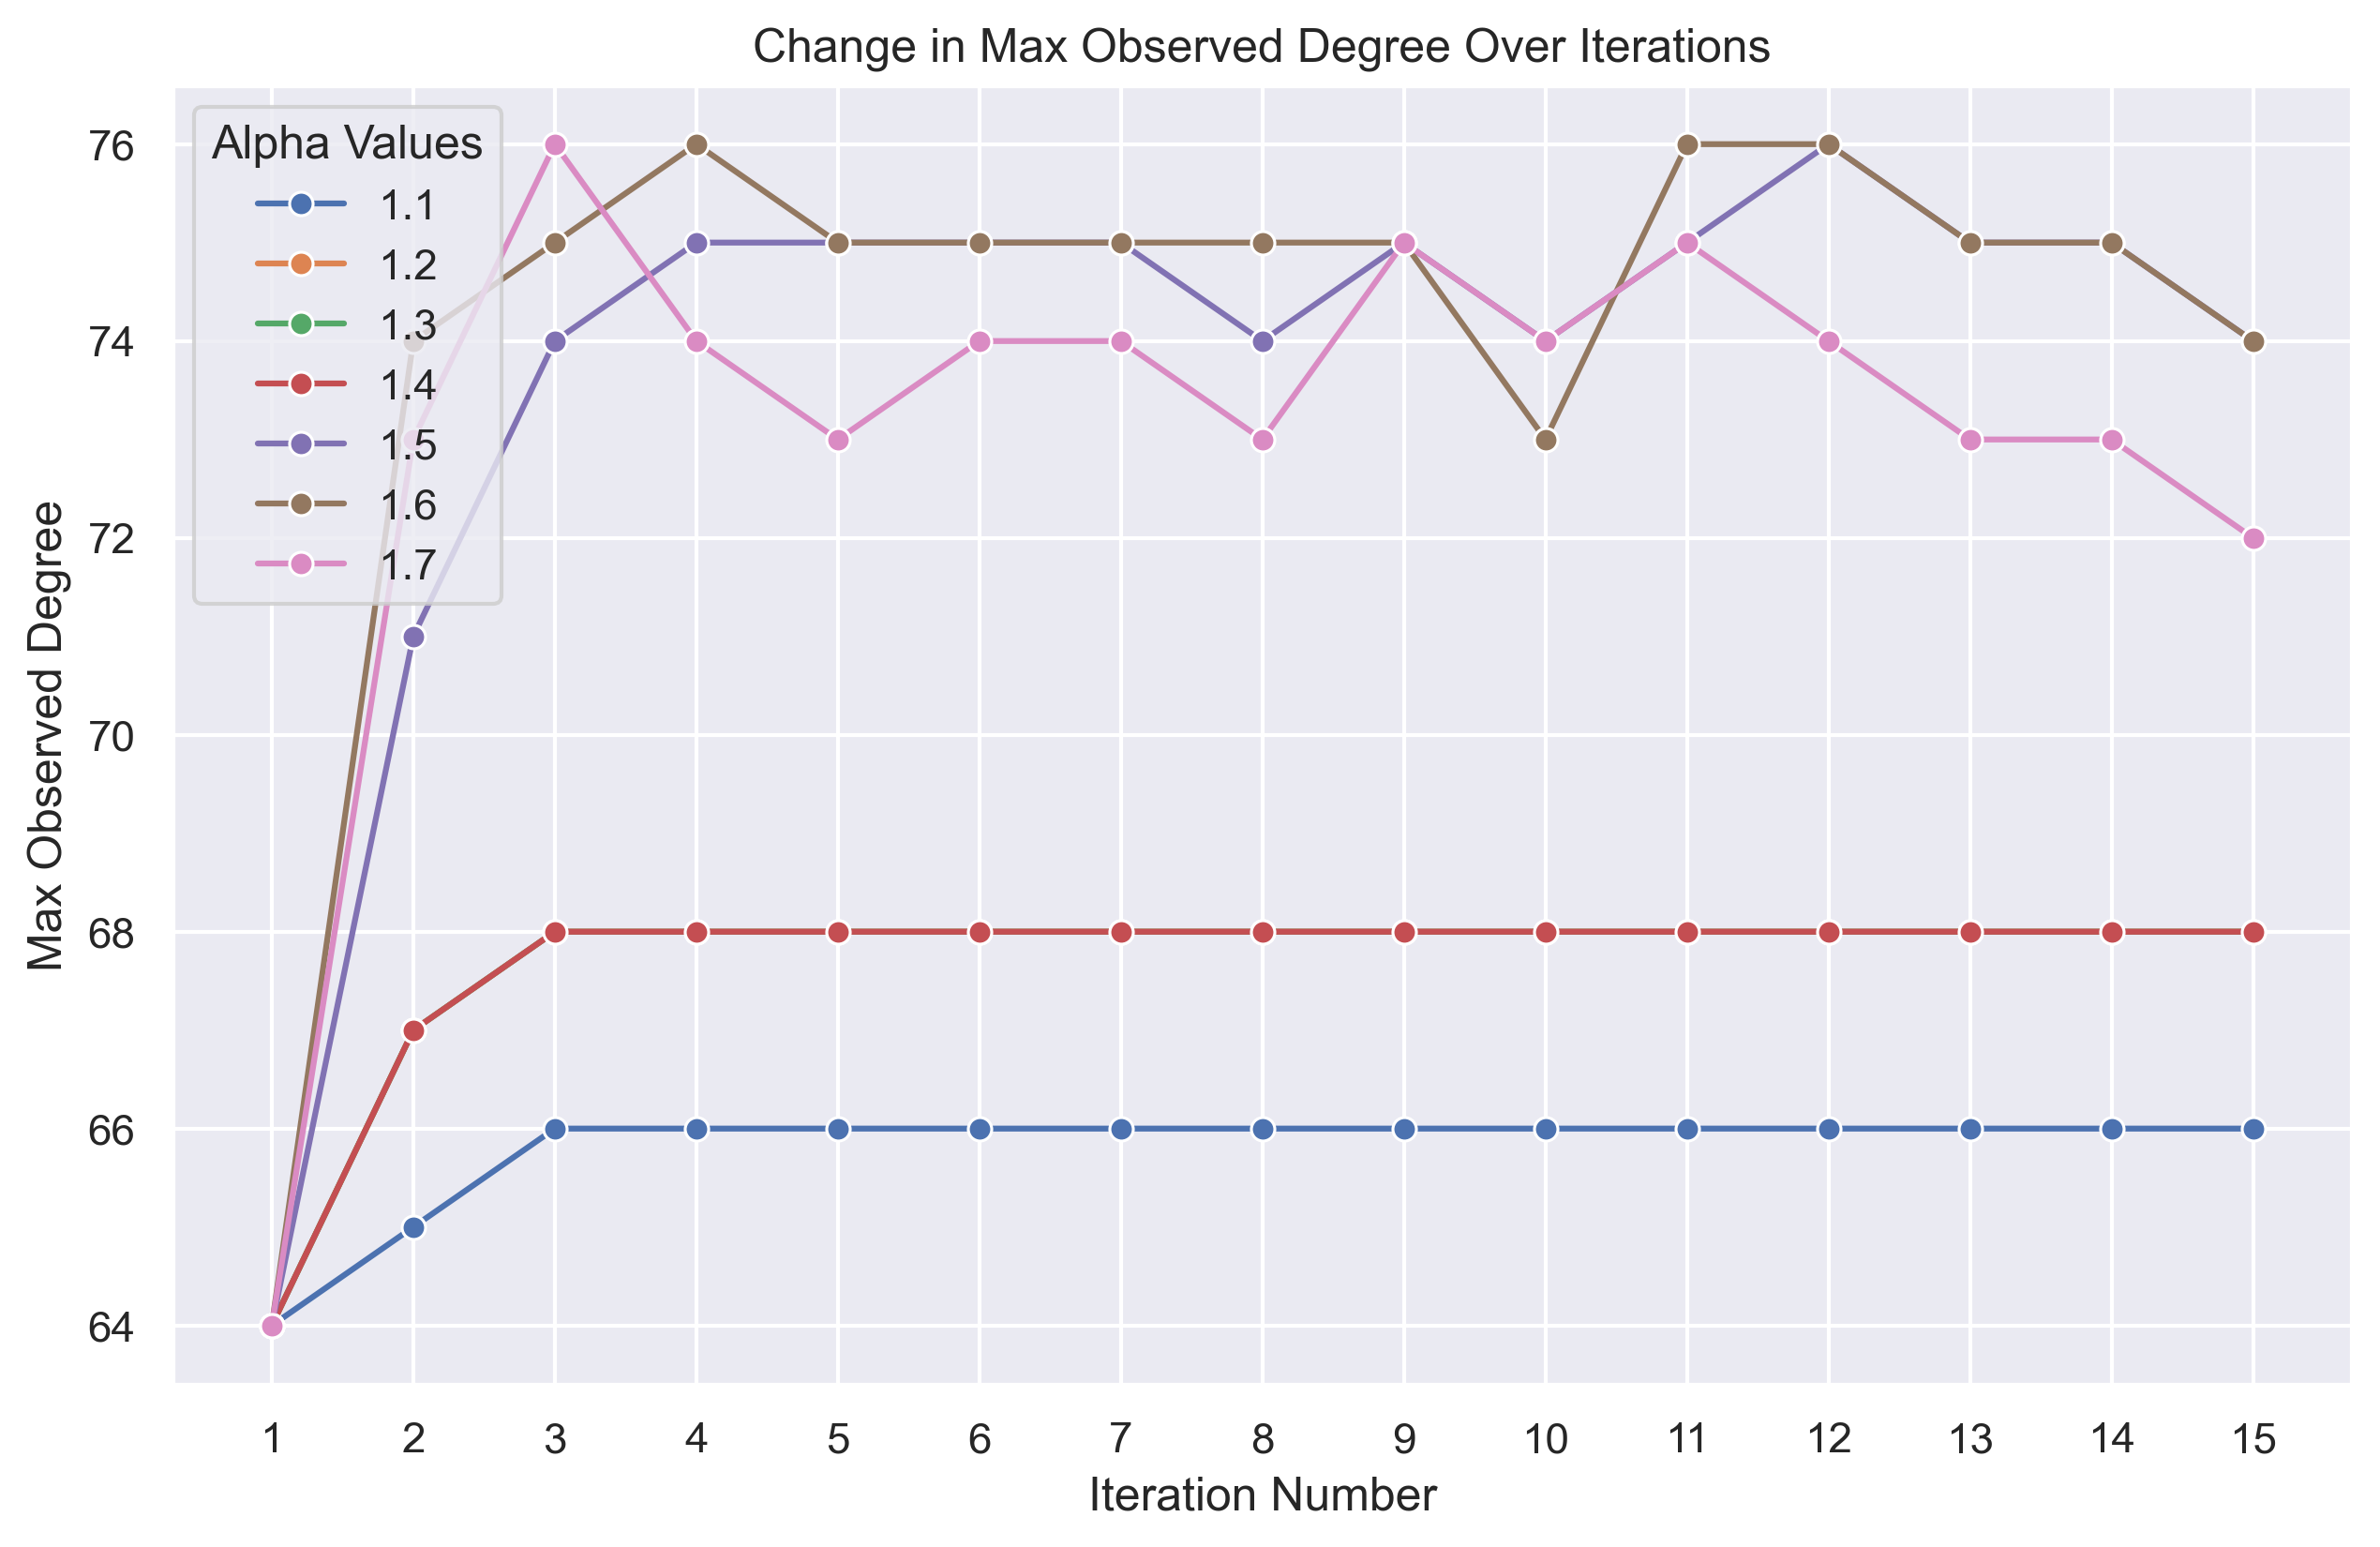 Change in Max Observed Degree Over Iterations
Alpha Values
1.1
1.2
1.3
1.4
1.5
1.6
1.7
Max Observed Degree
76
74
72
70
68
66
64
1 2 3 4 5 6 7 8 9 10 11 12 13 14 15
Iteration Number